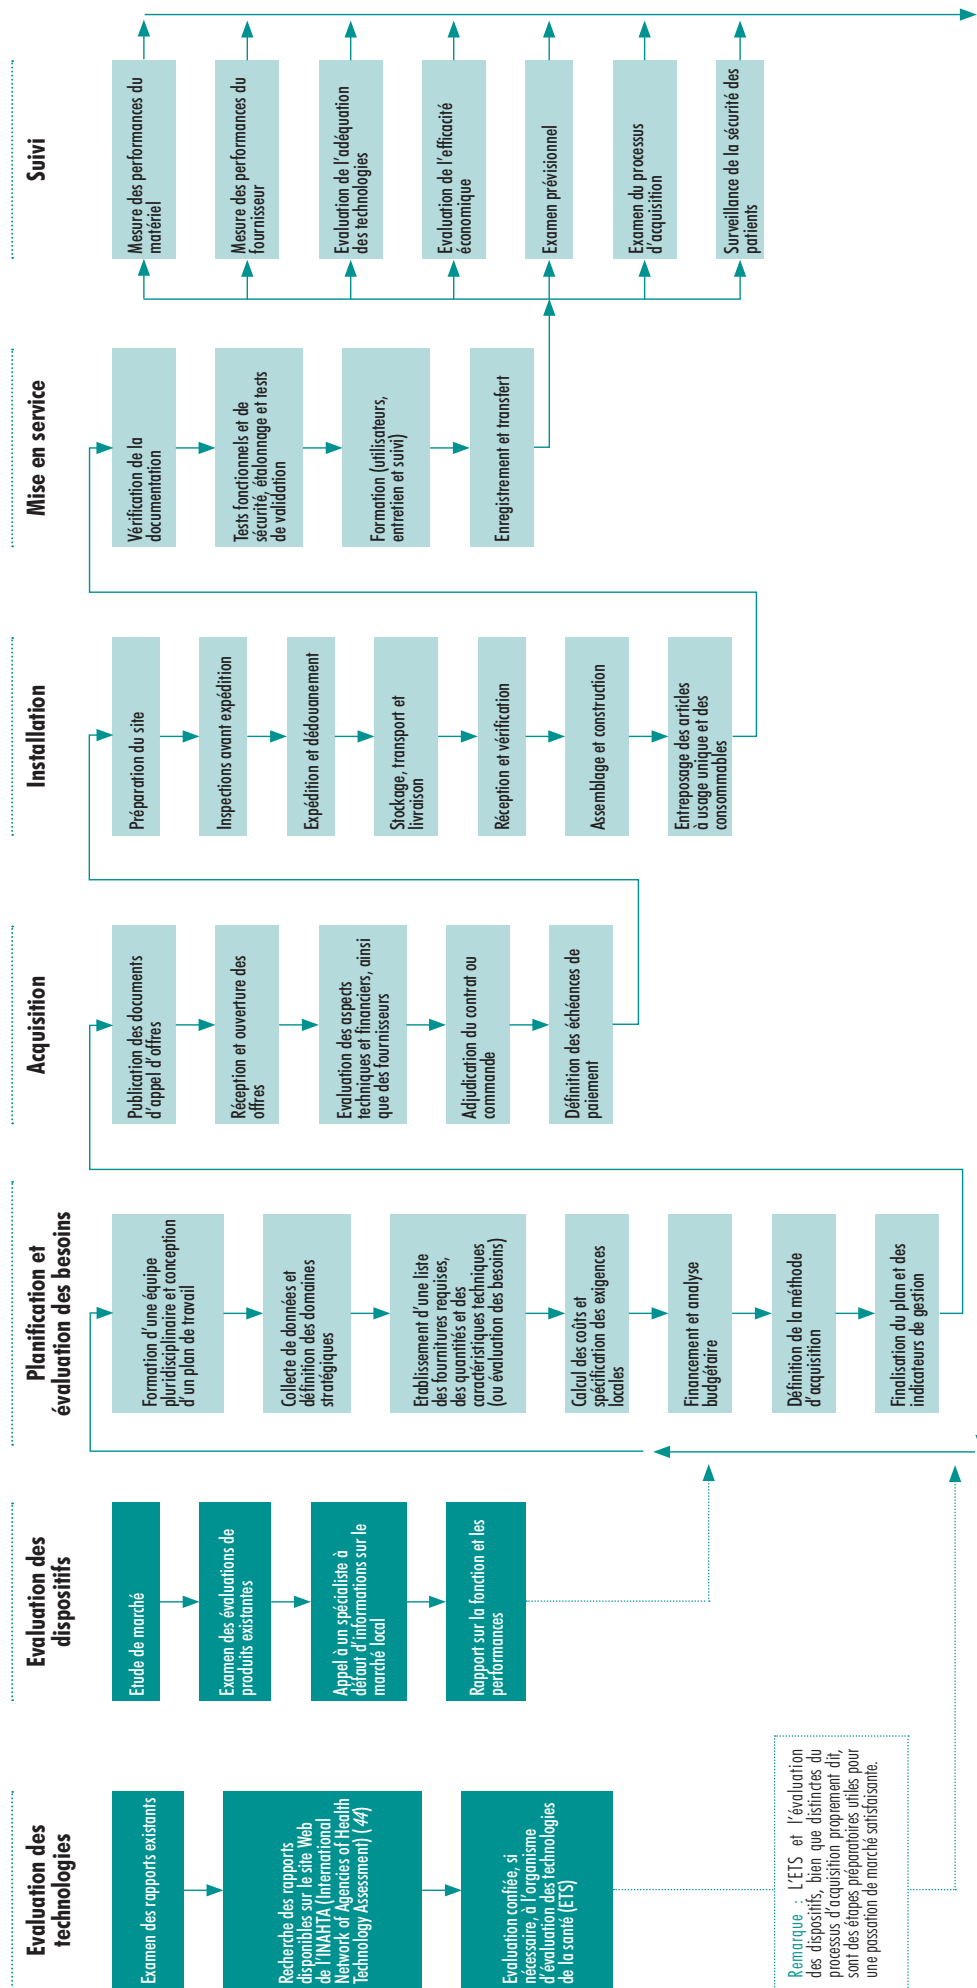 Evaluation des
technologies
Examen des rapports existants
Recherche des rapports
disponibles sur le site Web
de l’INAHTA (International
Network of Agencies of Health
Technology Assessment) (44)
Evaluation confiée, si
nécessaire, à l’organisme
d’évaluation des technologies
de la santé (ETS)
Remarque : L’ETS et l’évaluation
des dispositifs, bien que distinctes du
processus d’acquisition proprement dit,
sont des étapes préparatoires utiles pour
une passation de marché satisfaisante.
Evaluation des
dispositifs
Etude de marché
Examen des évaluations de
produits existantes
Appel à un spécialiste à
défaut d’informations sur le
marché local
Rapport sur la fonction et les
performances
Planification et
évaluation des besoins
Formation d’une équipe
pluridisciplinaire et conception
d’un plan de travail
Collecte de données et
définition des domaines
stratégiques
Etablissement d’une liste
des fournitures requises,
des quantités et des
caractéristiques techniques
(ou évaluation des besoins)
Calcul des coûts et
spécification des exigences
locales
Financement et analyse
budgétaire
Définition de la méthode
d’acquisition
Finalisation du plan et des
indicateurs de gestion
Acquisition
Publication des documents
d’appel d’offres
Réception et ouverture des
offres
Evaluation des aspects
techniques et financiers, ainsi
que des fournisseurs
Adjudication du contrat ou
commande
Définition des échéances de
paiement
Installation
Préparation du site
Inspections avant expédition
Expédition et dédouanement
Stockage, transport et
livraison
Réception et vérification
Assemblage et construction
Entreposage des articles
à usage unique et des
consommables
Mise en service
Vérification de la
documentation
Tests fonctionnels et de
sécurité, étalonnage et tests
de validation
Formation (utilisateurs,
entretien et suivi)
Enregistrement et transfert
Suivi
Mesure des performances du
matériel
Mesure des performances du
fournisseur
Evaluation de l’adéquation
des technologies
Evaluation de l’efficacité
économique
Examen prévisionnel
Examen du processus
d’acquisition
Surveillance de la sécurité des
patients